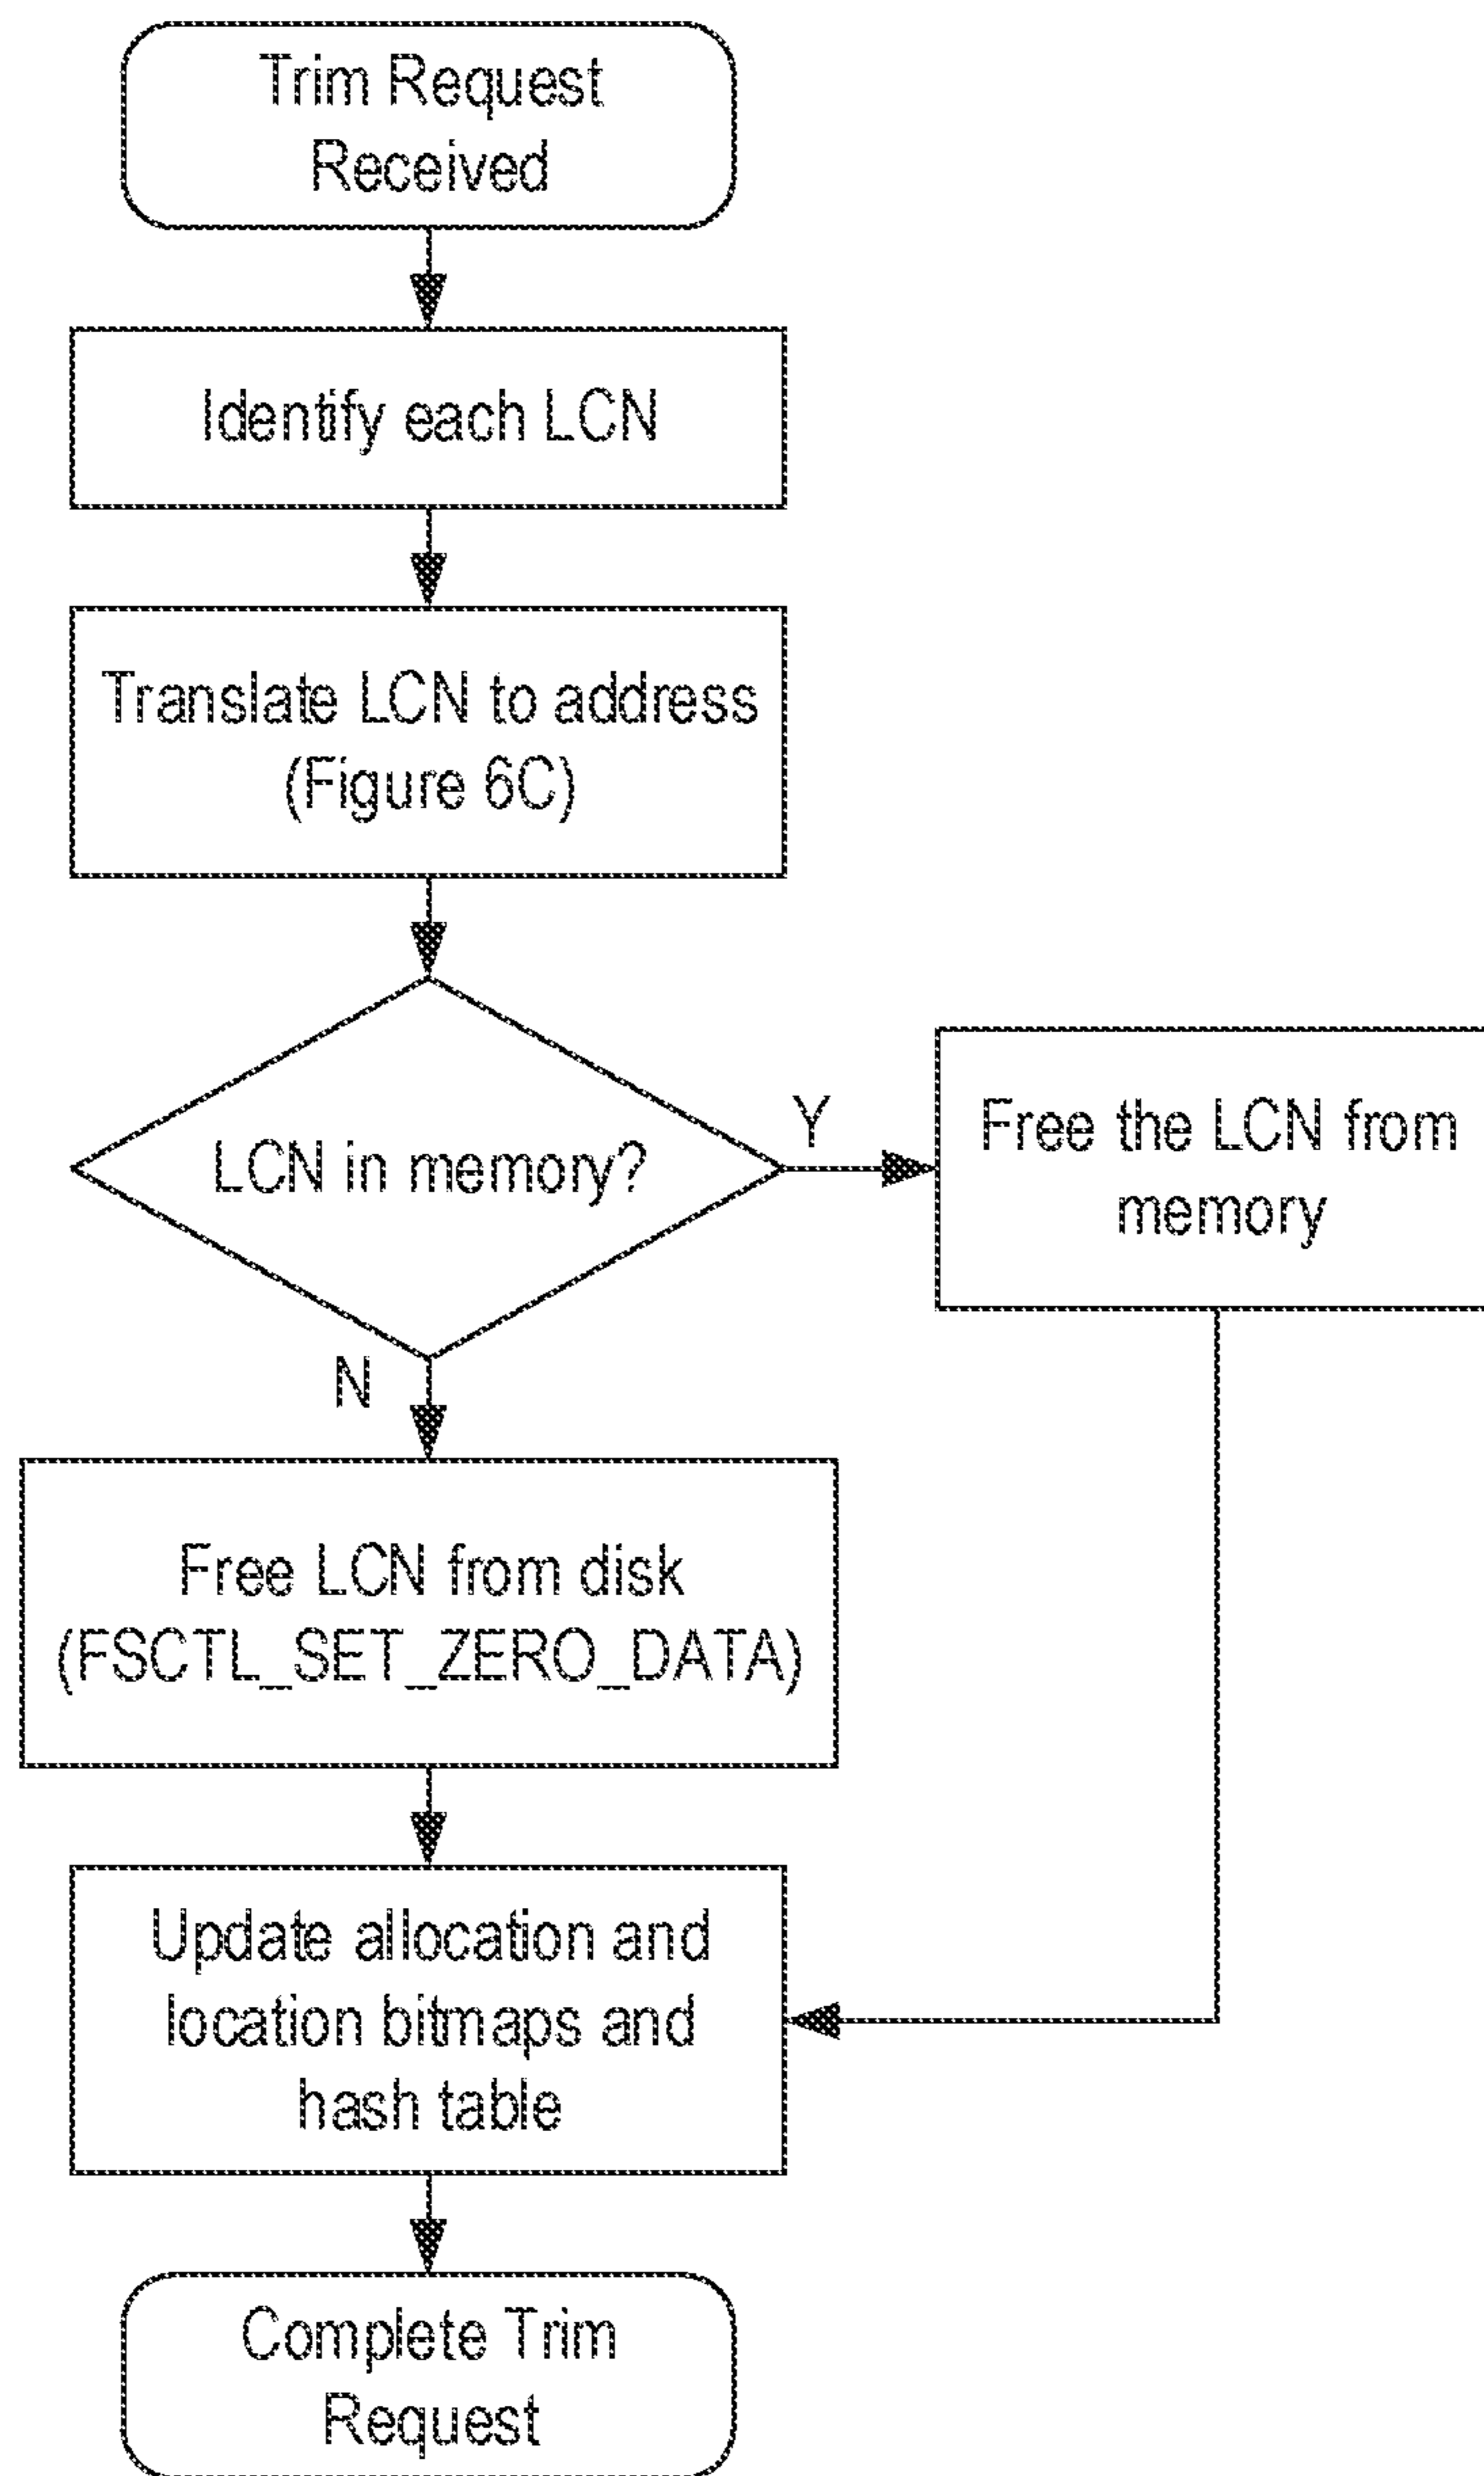 Trim Request
Received
Identify each LCN
Translate LCN to address
(Figure 6C)
LCN in memory?
Y
Free the LCN from
memory
N
Free LCN from disk
(FSCTL_SET_ZERO_DATA)
Update allocation and
location bitmaps and
hash table
Complete Trim
Request